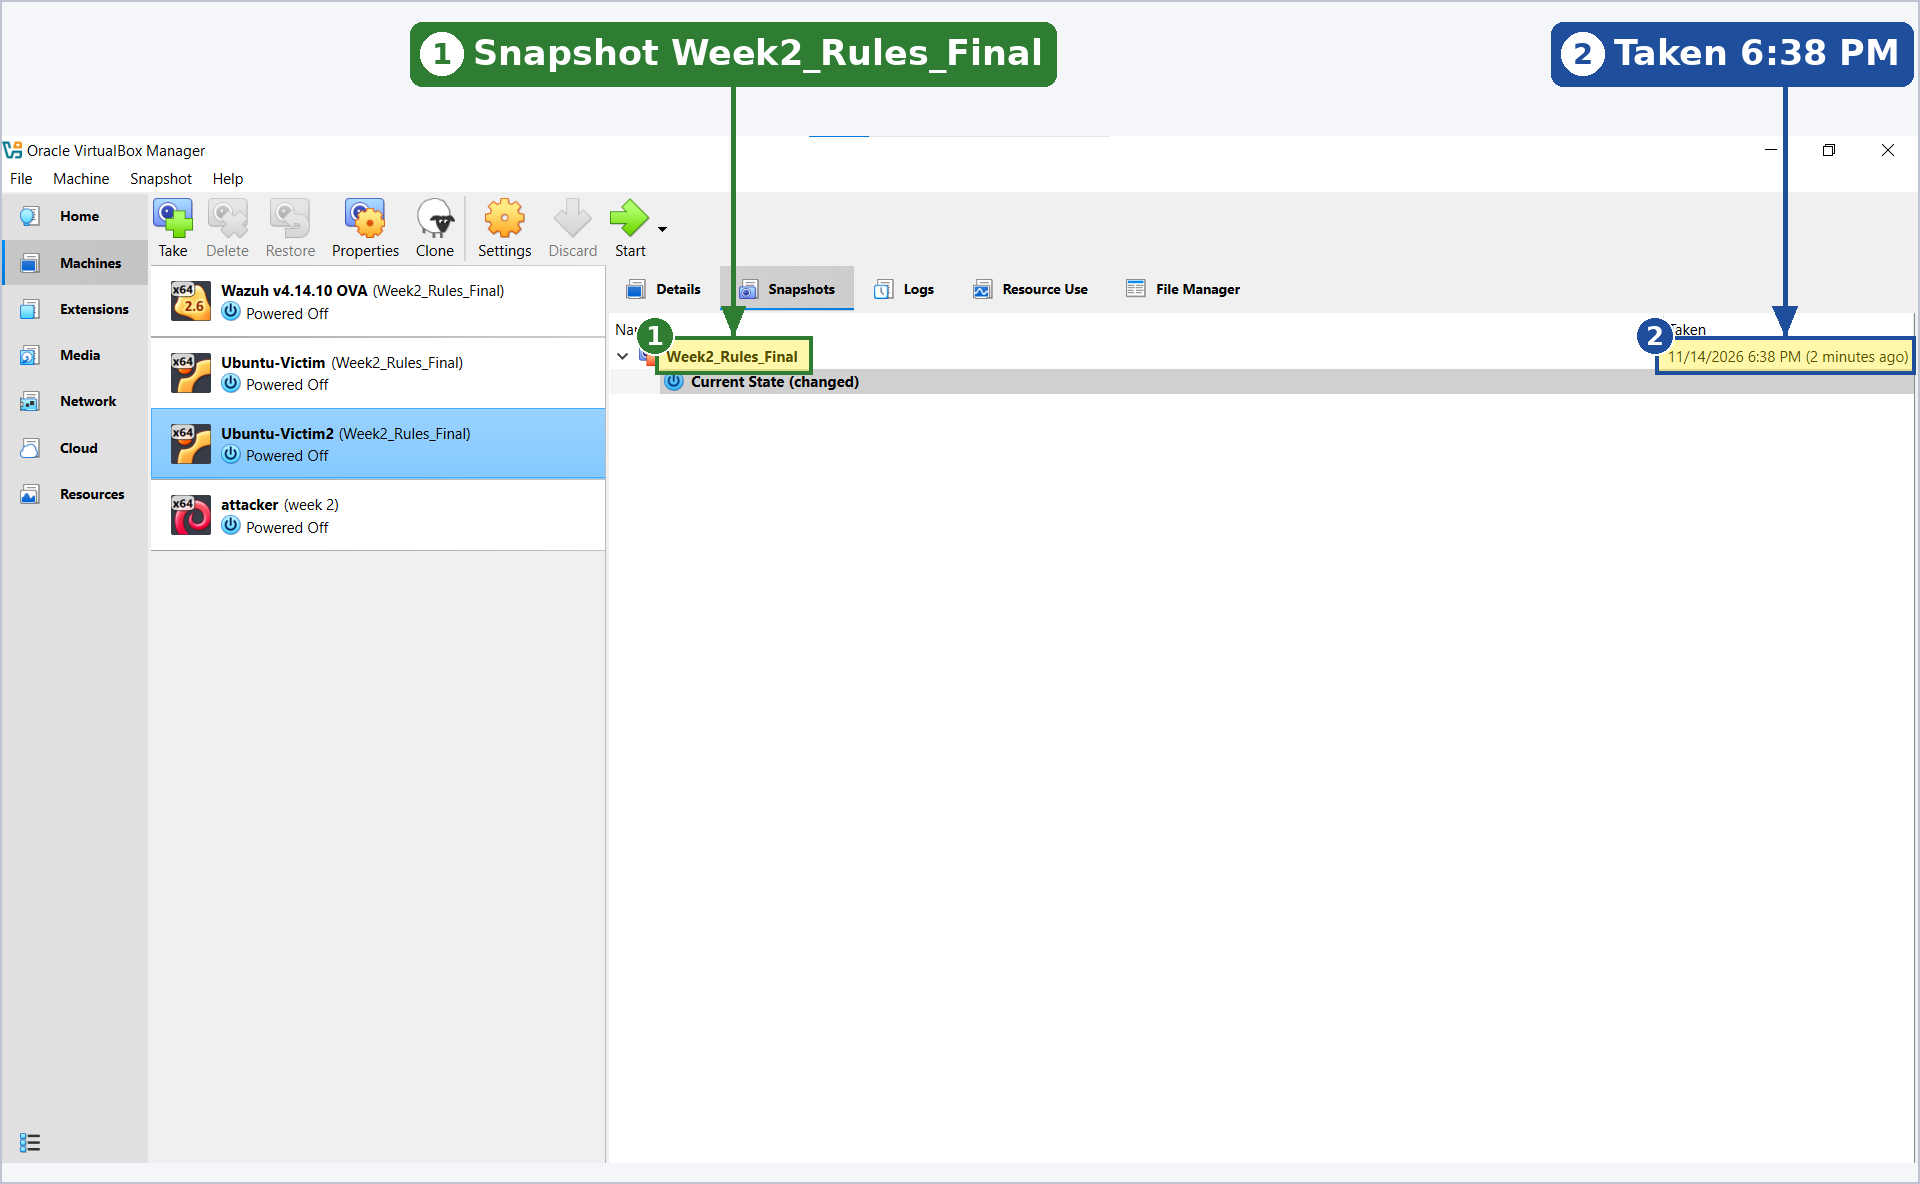 1 Snapshot Week2_Rules_Final
2 Taken 6:38 PM
Oracle VirtualBox Manager
File Machine Snapshot Help
Home
Machines
Extensions
Media
Network
Cloud
Resources
Take Delete Restore Properties Clone Settings Discard Start
x64 2.6 Wazuh v4.14.10 OVA (Week2_Rules_Final)
Powered Off
x64 Ubuntu-Victim (Week2_Rules_Final)
Powered Off
x64 Ubuntu-Victim2 (Week2_Rules_Final)
Powered Off
x64 attacker (week 2)
Powered Off
Details Snapshots Logs Resource Use File Manager
Taken
1 Week2_Rules_Final
2 11/14/2026 6:38 PM (2 minutes ago)
Current State (changed)